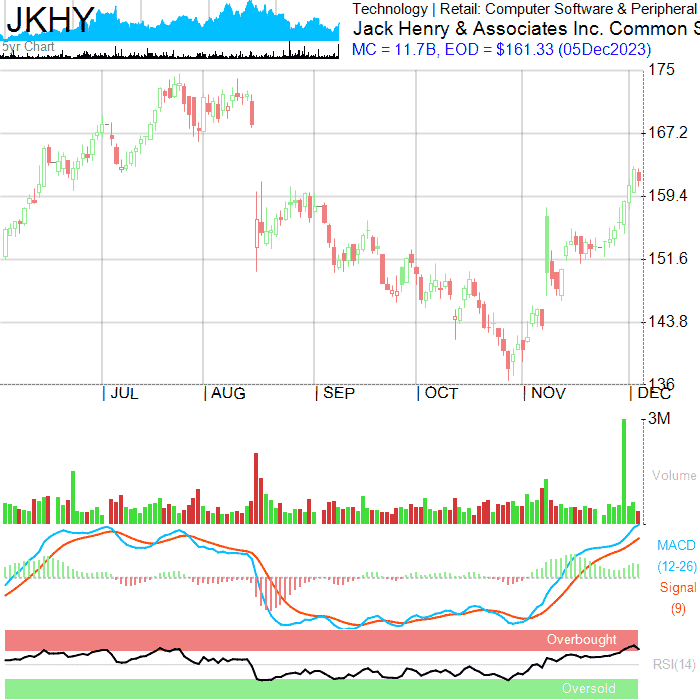 JKHY
5yr Chart
Technology | Retail: Computer Software & Peripheral
Jack Henry & Associates Inc. Common S
MC = 11.7B, EOD = $161.33 (05Dec2023)
175
167.2
159.4
151.6
143.8
136
| JUL | AUG | SEP | OCT | NOV | DEC
3M
Volume
MACD
(12-26)
Signal
(9)
Overbought
RSI(14)
Oversold